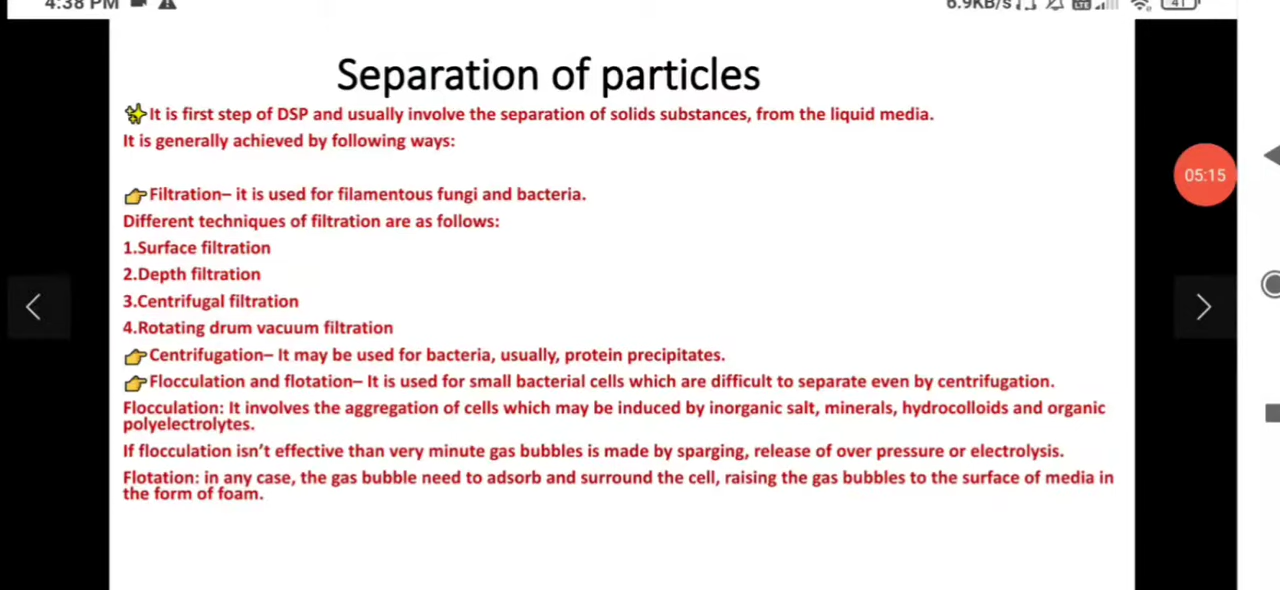 4:38 PM
6.9KB/s
41
Separation of particles
It is first step of DSP and usually involve the separation of solids substances, from the liquid media.
It is generally achieved by following ways:
05:15
Filtration– it is used for filamentous fungi and bacteria.
Different techniques of filtration are as follows:
1.Surface filtration
2.Depth filtration
3.Centrifugal filtration
4.Rotating drum vacuum filtration
Centrifugation– It may be used for bacteria, usually, protein precipitates.
Flocculation and flotation– It is used for small bacterial cells which are difficult to separate even by centrifugation.
Flocculation: It involves the aggregation of cells which may be induced by inorganic salt, minerals, hydrocolloids and organic
polyelectrolytes.
If flocculation isn’t effective than very minute gas bubbles is made by sparging, release of over pressure or electrolysis.
Flotation: in any case, the gas bubble need to adsorb and surround the cell, raising the gas bubbles to the surface of media in
the form of foam.